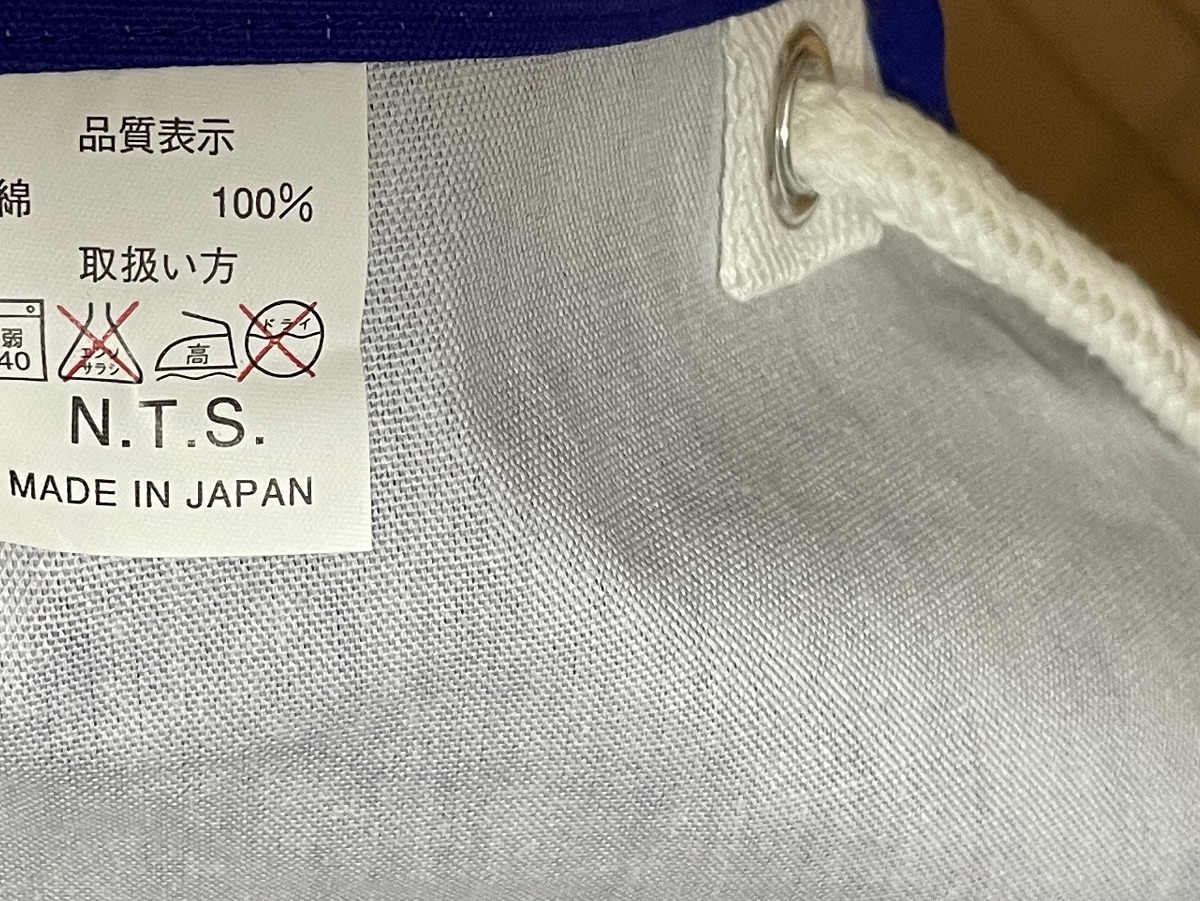 品質表示
綿 100%
取扱い方
弱 40 エンソ サラシ 高 ドライ
N.T.S.
MADE IN JAPAN